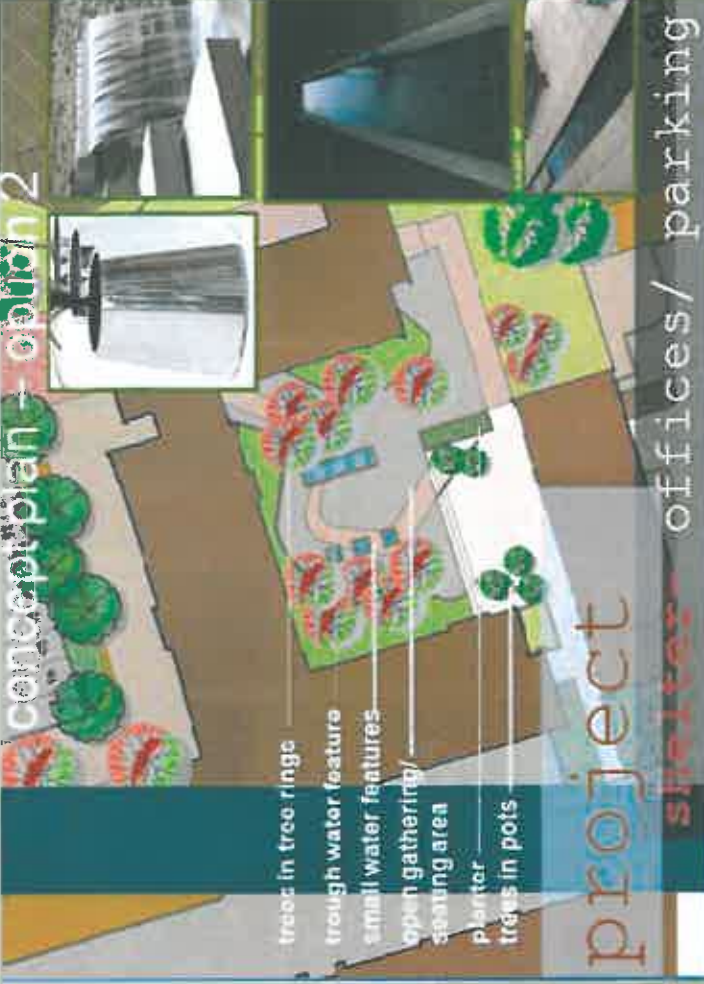 concept plan – option 2
trees in tree rings
trough water feature
small water features
open gathering/
seating area
planter
trees in pots
project
shelter
offices/ parking